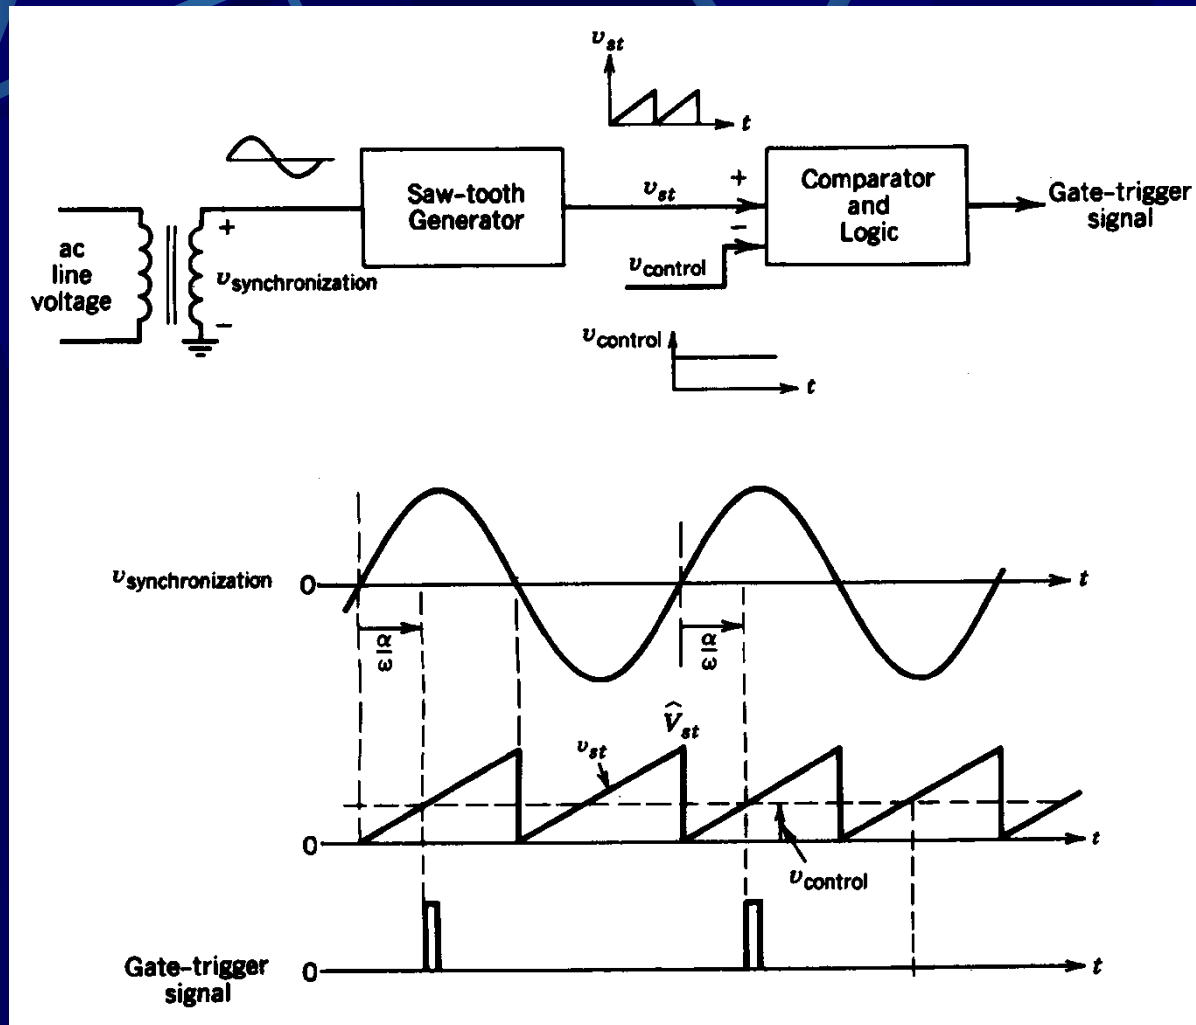 v_st
t
Saw-tooth
Generator
v_st
+
-
Comparator
and
Logic
Gate-trigger
signal
ac
line
voltage
+
v_synchronization
-
v_control
v_control
t
v_synchronization
0
t
α/ω
α/ω
V̂_st
v_st
0
t
v_control
Gate-trigger
signal
0
t